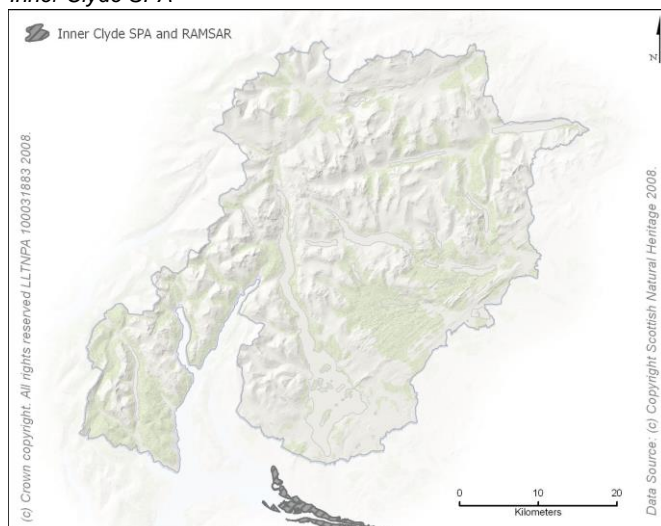 Inner Clyde SPA
Inner Clyde SPA and RAMSAR
N
(c) Crown copyright. All rights reserved LLTNPA 100031883 2008.
Data Source: (c) Copyright Scottish Natural Heritage 2008.
0 10 20
Kilometers